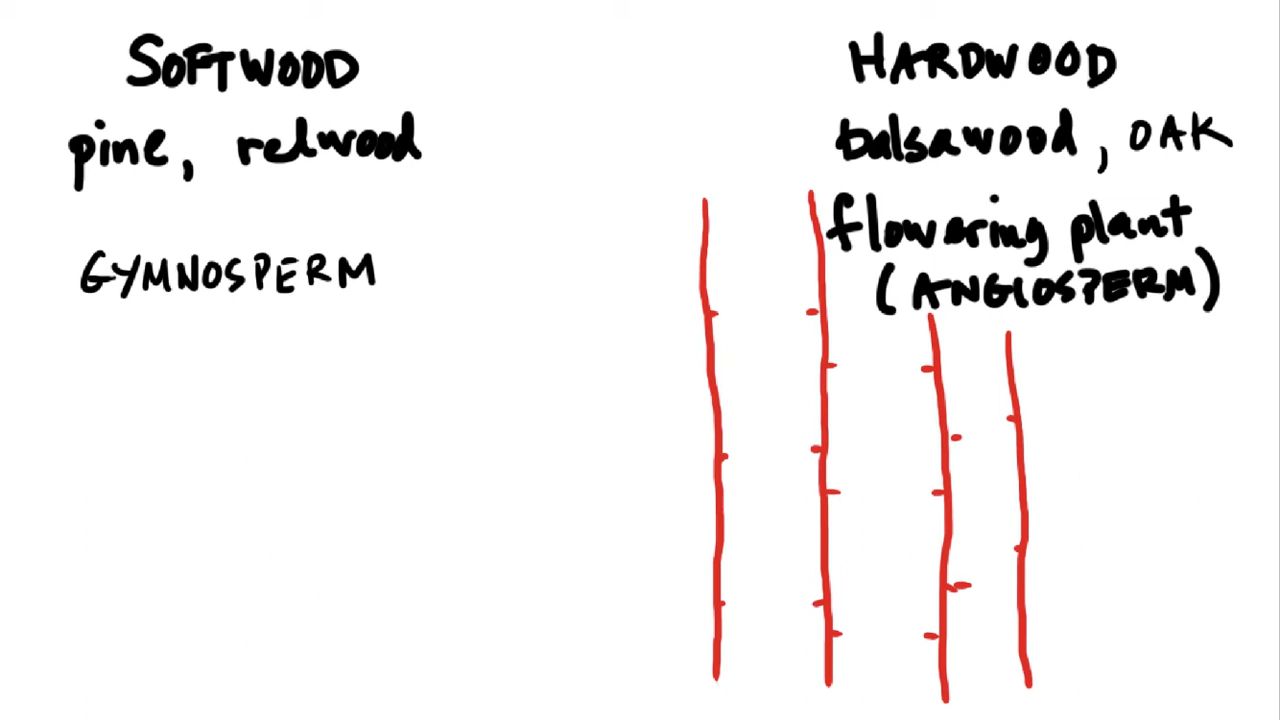 SOFTWOOD
pine, redwood
GYMNOSPERM
HARDWOOD
balsawood, OAK
flowering plant
(ANGIOSPERM)